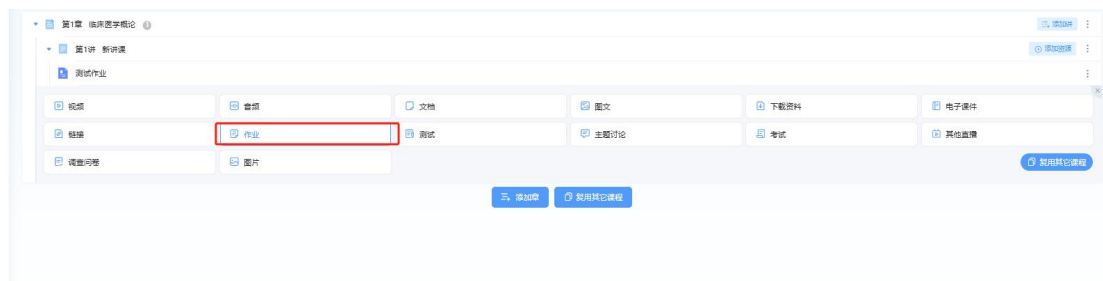 第1章 临床医学概论
添加讲
第1讲 新讲课
添加资源
测试作业
视频 音频 文档 图文 下载资料 电子课件
链接 作业 测试 主题讨论 考试 其他直播
调查问卷 图片 复用其它课程
添加章 复用其它课程